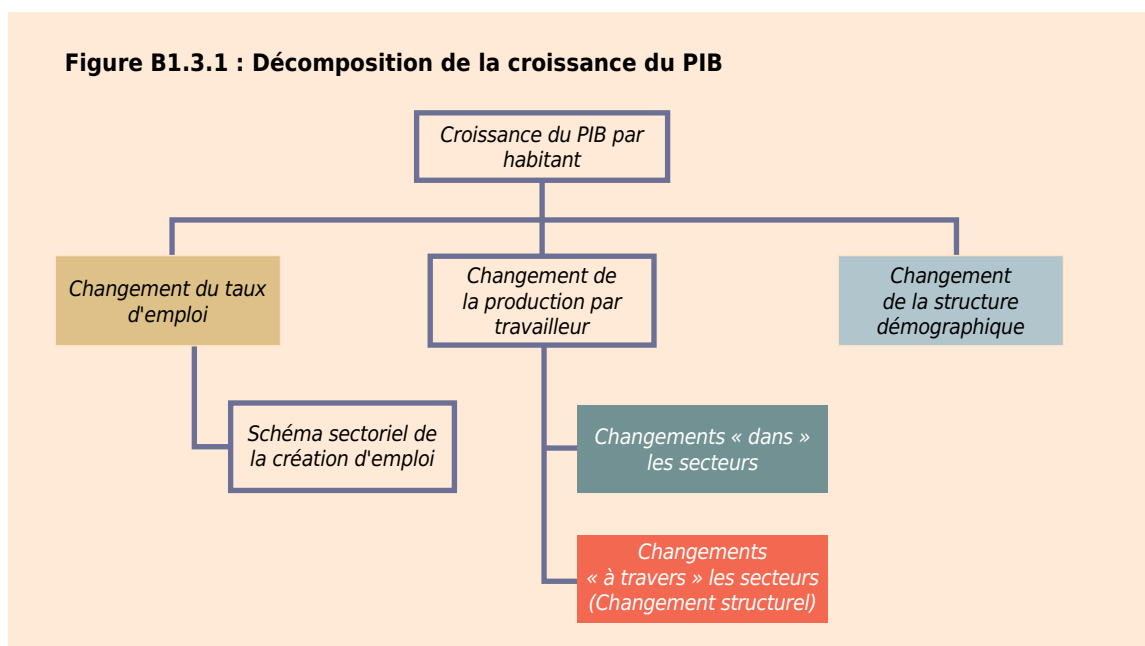 Figure B1.3.1 : Décomposition de la croissance du PIB
Croissance du PIB par
habitant
Changement du taux
d'emploi
Changement de
la production par
travailleur
Changement
de la structure
démographique
Schéma sectoriel de
la création d'emploi
Changements « dans »
les secteurs
Changements
« à travers » les secteurs
(Changement structurel)